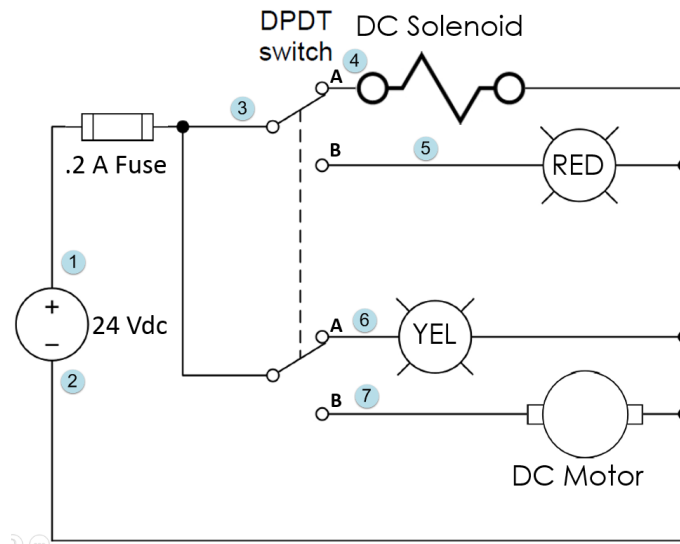 DPDT
switch
DC Solenoid
A
4
3
.2 A Fuse
B
5
RED
1
+
24 Vdc
−
2
A
6
YEL
B
7
DC Motor